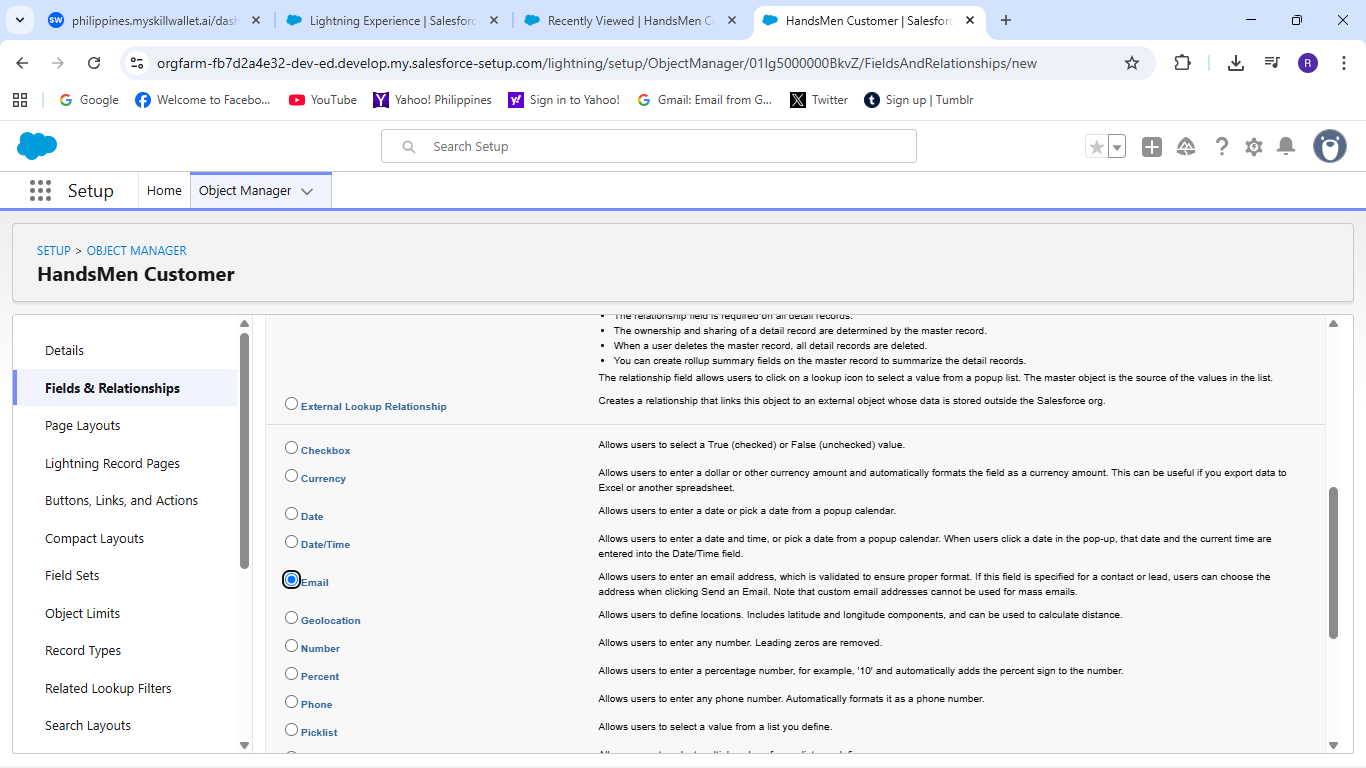 philippines.myskillwallet.ai/dash
Lightning Experience | Salesforc
Recently Viewed | HandsMen C
HandsMen Customer | Salesforc
orgfarm-fb7d2a4e32-dev-ed.develop.my.salesforce-setup.com/lightning/setup/ObjectManager/01Ig5000000BkvZ/FieldsAndRelationships/new
R
Google
Welcome to Facebo...
YouTube
Yahoo! Philippines
Sign in to Yahoo!
Gmail: Email from G...
Twitter
Sign up | Tumblr
Search Setup
Setup
Home
Object Manager
SETUP > OBJECT MANAGER
HandsMen Customer
Details
Fields & Relationships
Page Layouts
Lightning Record Pages
Buttons, Links, and Actions
Compact Layouts
Field Sets
Object Limits
Record Types
Related Lookup Filters
Search Layouts
• The relationship field is required on all detail records.
• The ownership and sharing of a detail record are determined by the master record.
• When a user deletes the master record, all detail records are deleted.
• You can create rollup summary fields on the master record to summarize the detail records.
The relationship field allows users to click on a lookup icon to select a value from a popup list. The master object is the source of the values in the list.
External Lookup Relationship
Creates a relationship that links this object to an external object whose data is stored outside the Salesforce org.
Checkbox
Allows users to select a True (checked) or False (unchecked) value.
Currency
Allows users to enter a dollar or other currency amount and automatically formats the field as a currency amount. This can be useful if you export data to
Excel or another spreadsheet.
Date
Allows users to enter a date or pick a date from a popup calendar.
Date/Time
Allows users to enter a date and time, or pick a date from a popup calendar. When users click a date in the pop-up, that date and the current time are
entered into the Date/Time field.
Email
Allows users to enter an email address, which is validated to ensure proper format. If this field is specified for a contact or lead, users can choose the
address when clicking Send an Email. Note that custom email addresses cannot be used for mass emails.
Geolocation
Allows users to define locations. Includes latitude and longitude components, and can be used to calculate distance.
Number
Allows users to enter any number. Leading zeros are removed.
Percent
Allows users to enter a percentage number, for example, '10' and automatically adds the percent sign to the number.
Phone
Allows users to enter any phone number. Automatically formats it as a phone number.
Picklist
Allows users to select a value from a list you define.